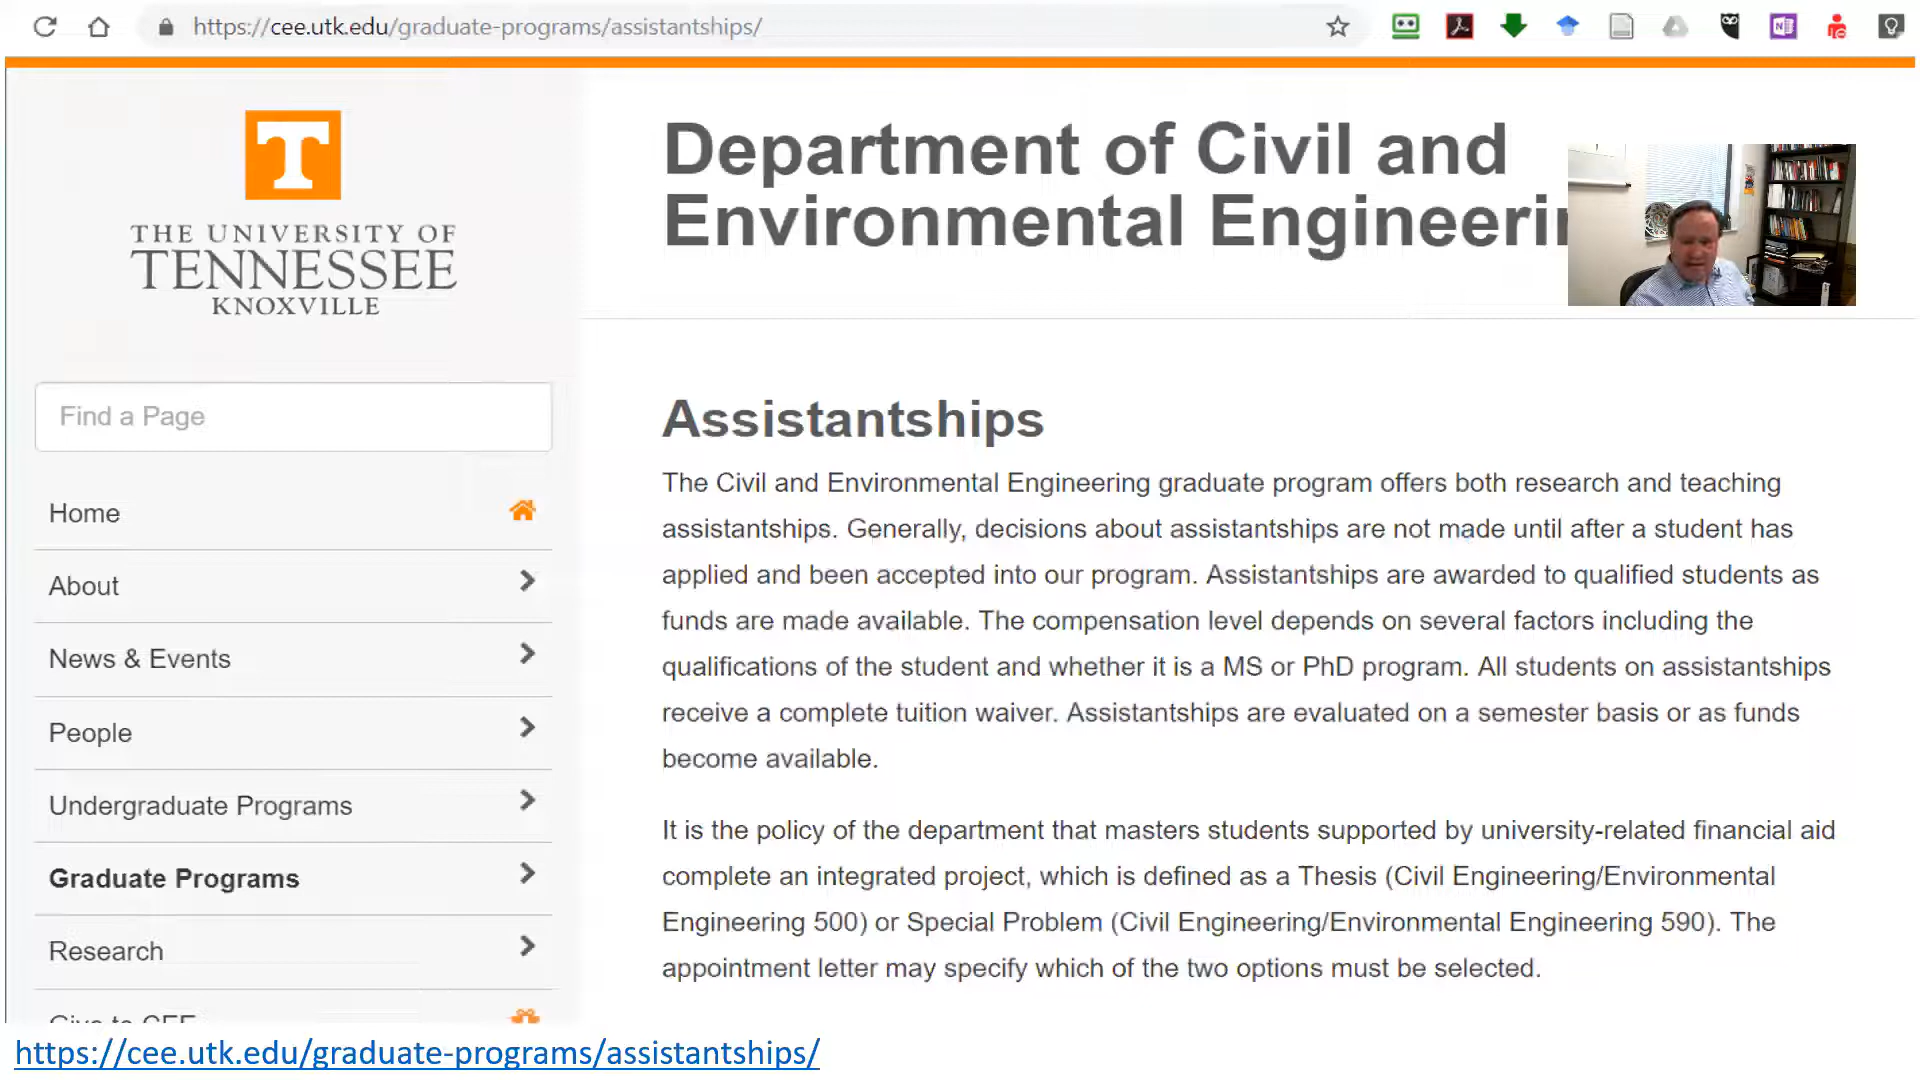 https://cee.utk.edu/graduate-programs/assistantships/
T
THE UNIVERSITY OF
TENNESSEE
KNOXVILLE
Department of Civil and
Environmental Engineerin
Find a Page
Home
About
News & Events
People
Undergraduate Programs
Graduate Programs
Research
Give to CEE
Assistantships
The Civil and Environmental Engineering graduate program offers both research and teaching
assistantships. Generally, decisions about assistantships are not made until after a student has
applied and been accepted into our program. Assistantships are awarded to qualified students as
funds are made available. The compensation level depends on several factors including the
qualifications of the student and whether it is a MS or PhD program. All students on assistantships
receive a complete tuition waiver. Assistantships are evaluated on a semester basis or as funds
become available.
It is the policy of the department that masters students supported by university-related financial aid
complete an integrated project, which is defined as a Thesis (Civil Engineering/Environmental
Engineering 500) or Special Problem (Civil Engineering/Environmental Engineering 590). The
appointment letter may specify which of the two options must be selected.
https://cee.utk.edu/graduate-programs/assistantships/